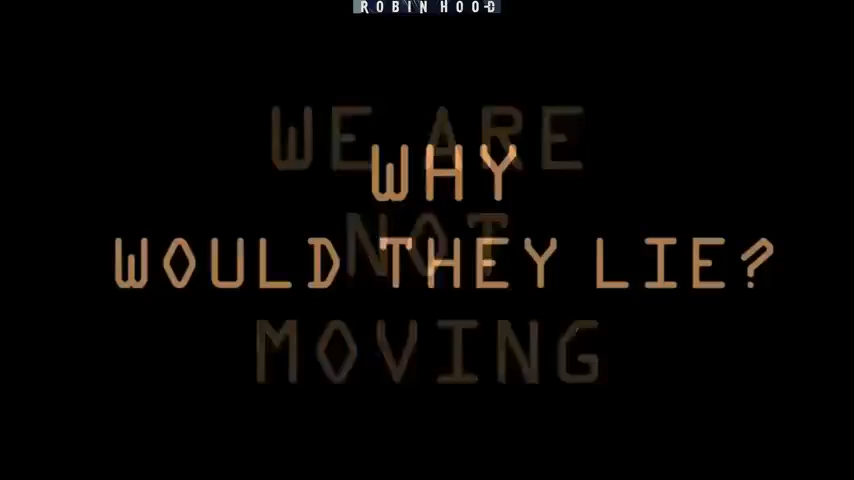 ROBIN HOOD
WE ARE
WHY
NOT
WOULD THEY LIE?
MOVING